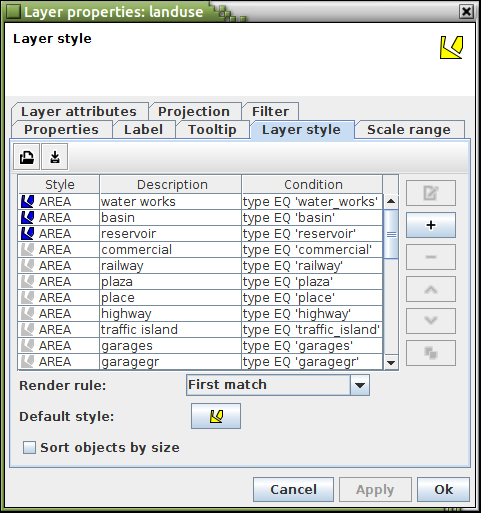 Layer properties: landuse
Layer style
Layer attributes Projection Filter
Properties Label Tooltip Layer style Scale range
Style Description Condition
AREA water works type EQ 'water_works'
AREA basin type EQ 'basin'
AREA reservoir type EQ 'reservoir'
AREA commercial type EQ 'commercial'
AREA railway type EQ 'railway'
AREA plaza type EQ 'plaza'
AREA place type EQ 'place'
AREA highway type EQ 'highway'
AREA traffic island type EQ 'traffic_island'
AREA garages type EQ 'garages'
AREA garagegr type EQ 'garagegr'
Render rule: First match
Default style:
Sort objects by size
Cancel Apply Ok